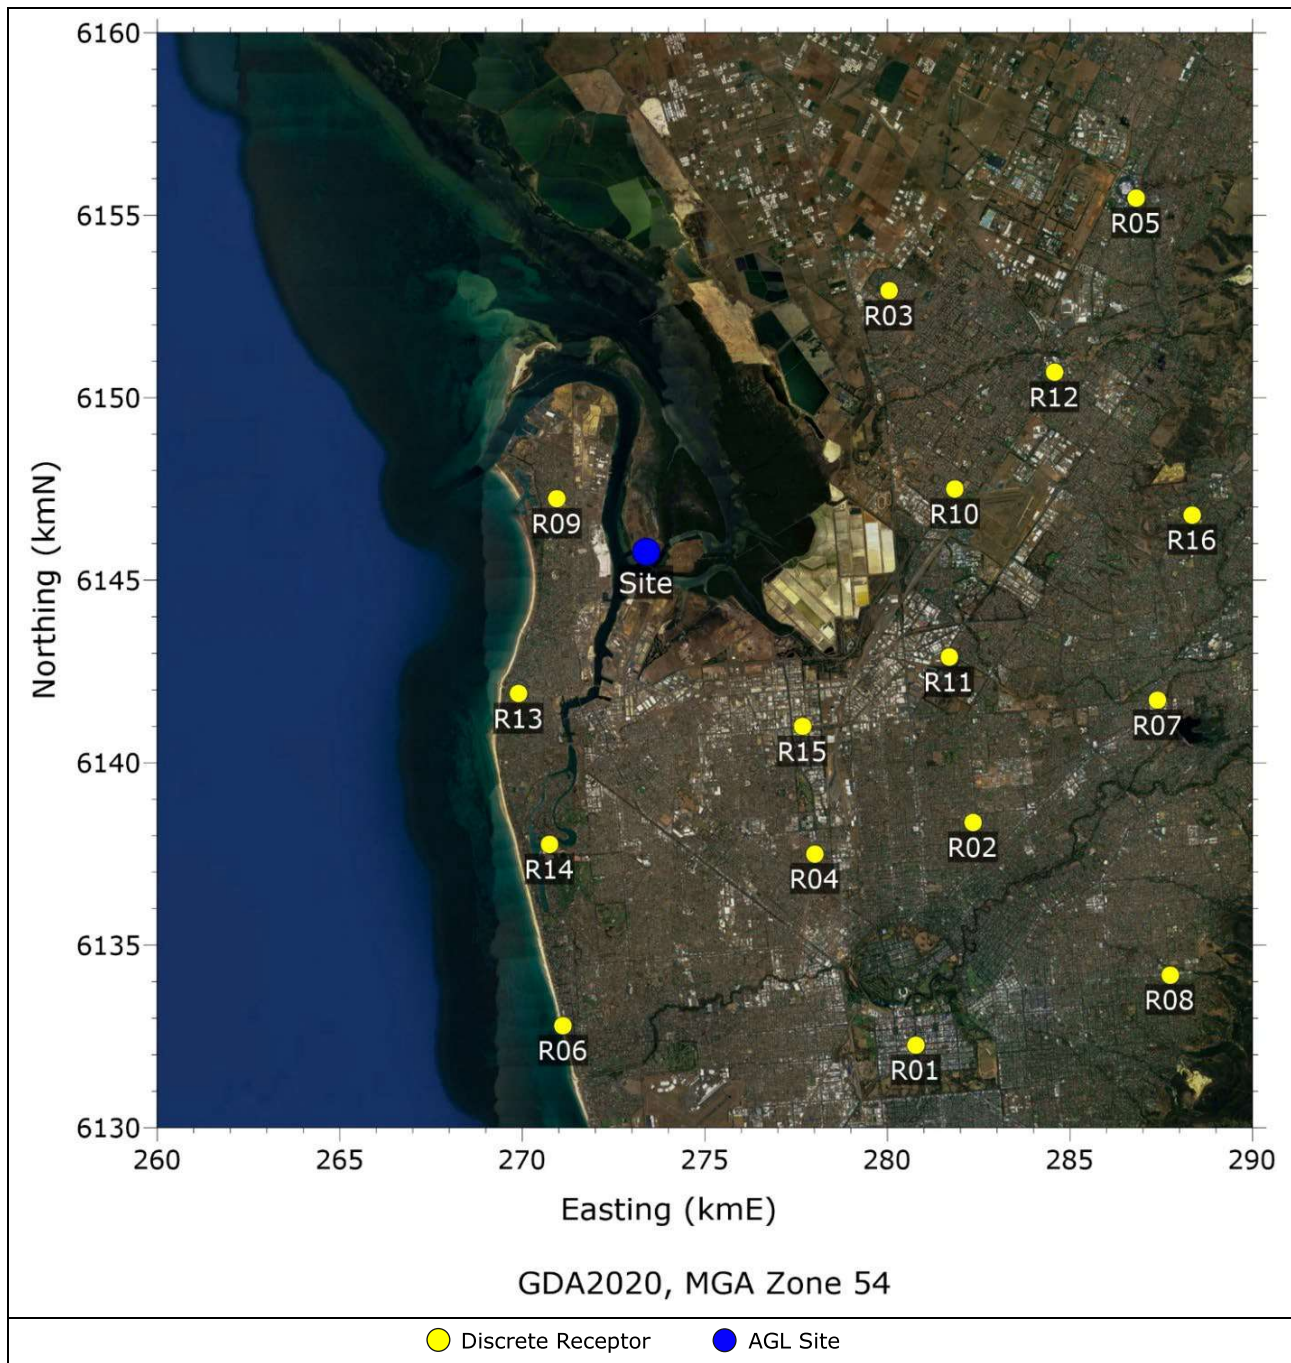 6160
6155
6150
6145
6140
6135
6130
Northing (kmN)
R05
R03
R12
R09
R10
R16
Site
R11
R13
R07
R15
R02
R14
R04
R08
R06
R01
260 265 270 275 280 285 290
Easting (kmE)
GDA2020, MGA Zone 54
Discrete Receptor AGL Site